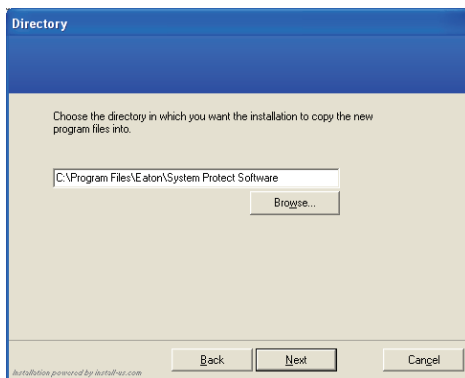 Directory
Choose the directory in which you want the installation to copy the new
program files into.
C:\Program Files\Eaton\System Protect Software
Browse...
Back
Next
Cancel
Installation powered by install-us.com